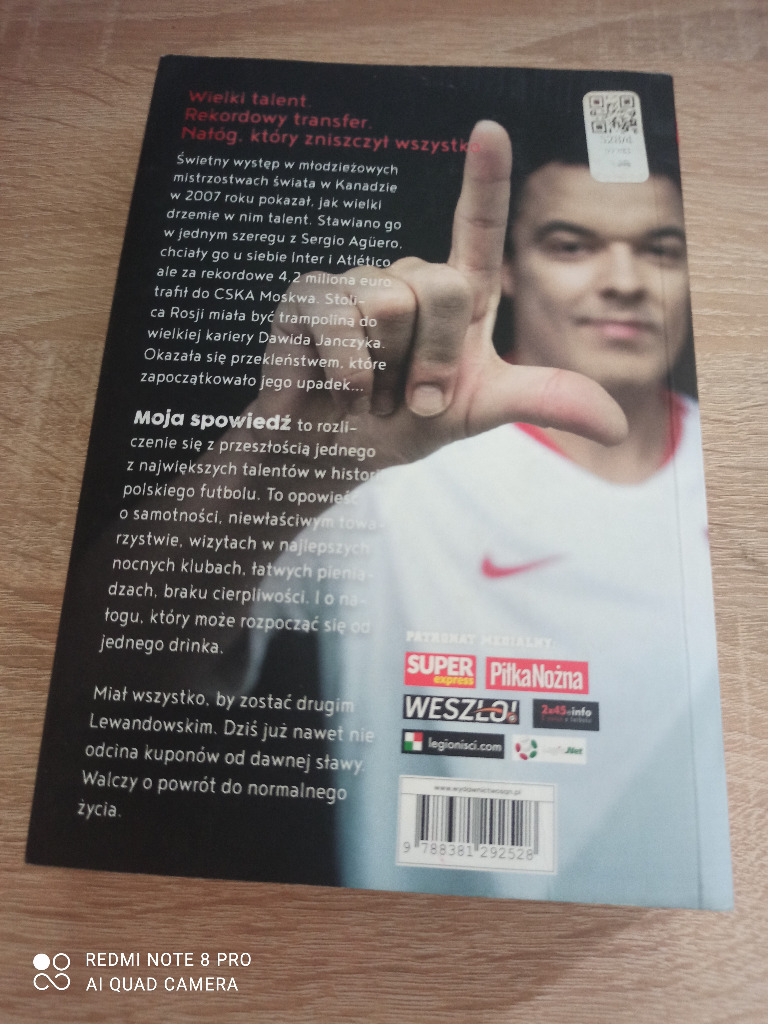 Wielki talent.
Rekordowy transfer.
Nałóg, który zniszczył wszystko
Świetny występ w młodzieżowych
mistrzostwach świata w Kanadzie
w 2007 roku pokazał, jak wielki
drzemie w nim talent. Stawiano go
w jednym szeregu z Sergio Agüero,
chciały go u siebie Inter i Atlético,
ale za rekordowe 4,2 miliona euro
trafił do CSKA Moskwa. Stoli-
ca Rosji miała być trampoliną do
wielkiej kariery Dawida Janczyka.
Okazała się przekleństwem, które
zapoczątkowało jego upadek...
Moja spowiedź to rozli-
czenie się z przeszłością jednego
z największych talentów w historii
polskiego futbolu. To opowieść
o samotności, niewłaściwym towa-
rzystwie, wizytach w najlepszych
nocnych klubach, łatwych pienią-
dzach, braku cierpliwości. I o na-
łogu, który może rozpocząć się od
jednego drinka.
Miał wszystko, by zostać drugim
Lewandowskim. Dziś już nawet nie
odcina kuponów od dawnej sławy.
Walczy o powrót do normalnego
życia.
PATRONAT MEDIALNY:
SUPER express
PiłkaNożna
WESZŁO!
2x45.info
legionisci.com
www.wydawnictwosqn.pl
9 788381 292528
REDMI NOTE 8 PRO
AI QUAD CAMERA